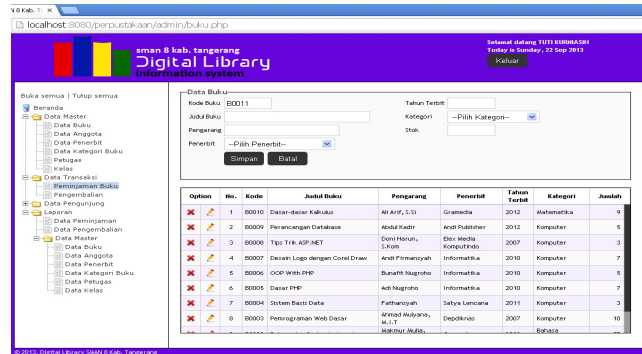 N 8 Kab. T.
localhost:8080/perpustakaan/admin/buku.php
sman 8 kab. tangerang
Digital Library
information system
Selamat datang TUTI KURNIASIH
Today is Sunday, 22 Sep 2013
Keluar
Buka semua | Tutup semua
Beranda
Data Master
Data Buku
Data Anggota
Data Penerbit
Data Kategori Buku
Petugas
Kelas
Data Transaksi
Peminjaman Buku
Pengembalian
Data Pengunjung
Laporan
Data Peminjaman
Data Pengembalian
Data Master
Data Buku
Data Anggota
Data Penerbit
Data Kategori Buku
Data Petugas
Data Kelas
Data Buku
Kode Buku B0011 Tahun Terbit
Judul Buku Kategori --Pilih Kategori--
Pengarang Stok
Penerbit --Pilih Penerbit--
Simpan Batal
Option No. Kode Judul Buku Pengarang Penerbit Tahun Terbit Kategori Jumlah
1 B0010 Dasar-dasar Kalkulus Ali Arif, S.Si Gramedia 2012 Matematika 9
2 B0009 Perancangan Database Abdul Kadir Andi Publisher 2012 Komputer 5
3 B0008 Tips Trik ASP.NET Doni Harun, S.Kom Elex Media Komputindo 2007 Komputer 3
4 B0007 Desain Logo dengan Corel Draw Andi Firmansyah Informatika 2010 Komputer 7
5 B0006 OOP With PHP Bunafit Nugroho Informatika 2010 Komputer 5
6 B0005 Dasar PHP Adi Nugroho Informatika 2010 Komputer 7
7 B0004 Sistem Basis Data Fathansyah Satya Lencana 2011 Komputer 3
8 B0003 Pemrograman Web Dasar Ahmad Mulyana, M.I.T Depdiknas 2007 Komputer 10
Makmur Mulia, Bahasa
© 2013, Digital Library SMAN 8 Kab. Tangerang